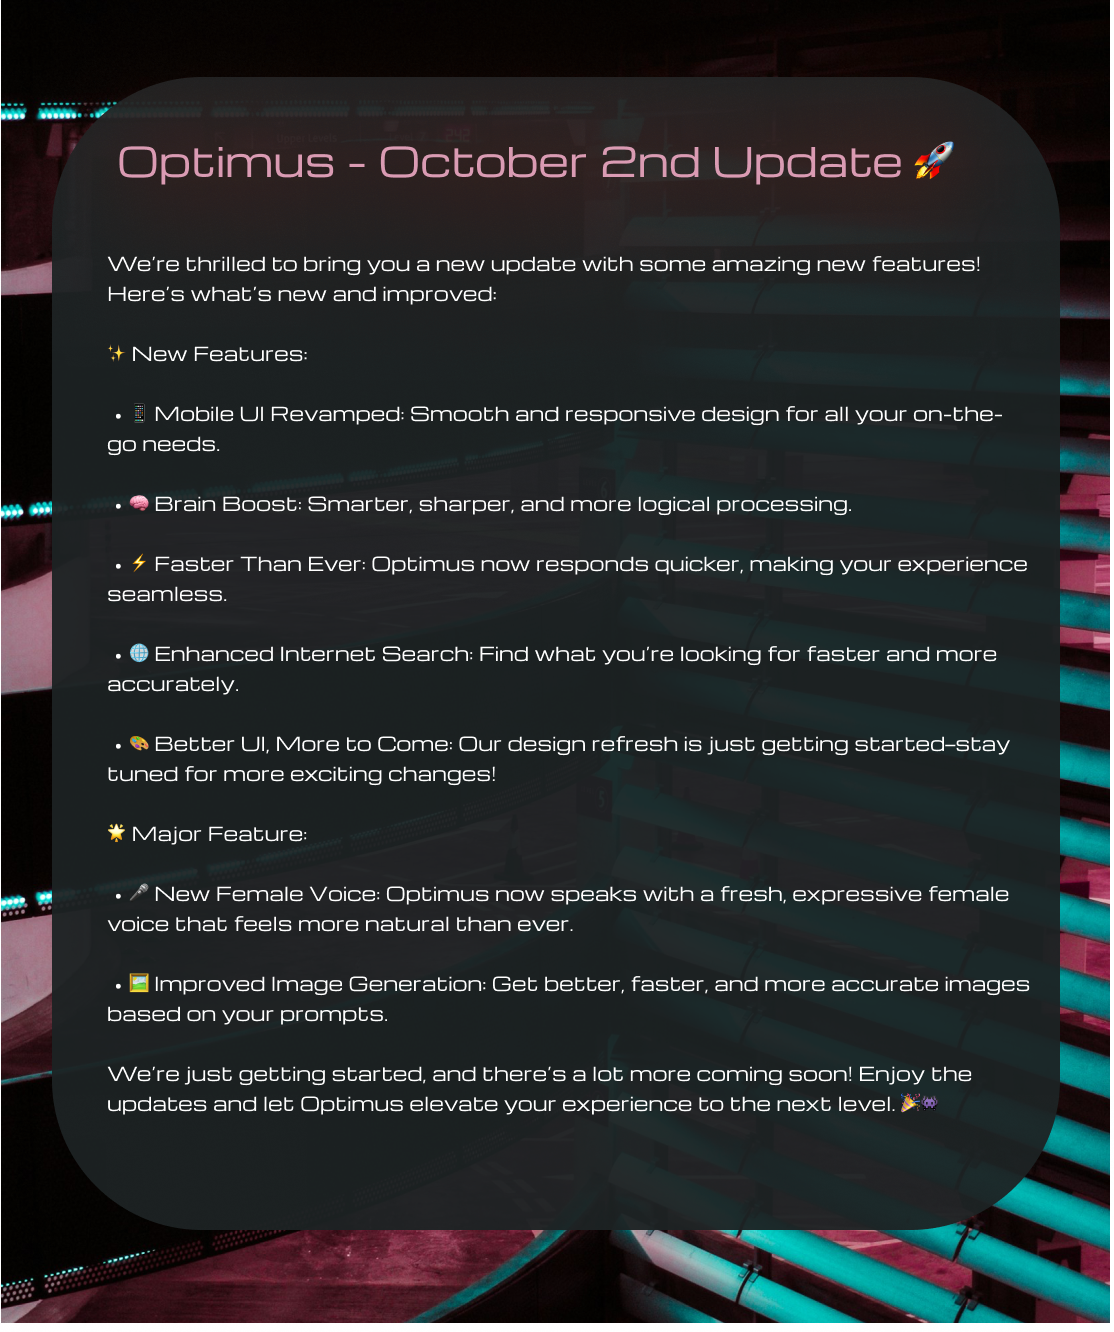 Optimus - October 2nd Update 🚀
We're thrilled to bring you a new update with some amazing new features!
Here's what's new and improved:
✨ New Features:
• 📱 Mobile UI Revamped: Smooth and responsive design for all your on-the-
go needs.
• 🧠 Brain Boost: Smarter, sharper, and more logical processing.
• ⚡ Faster Than Ever: Optimus now responds quicker, making your experience
seamless.
• 🌐 Enhanced Internet Search: Find what you're looking for faster and more
accurately.
• 🎨 Better UI, More to Come: Our design refresh is just getting started—stay
tuned for more exciting changes!
🌟 Major Feature:
• 🎤 New Female Voice: Optimus now speaks with a fresh, expressive female
voice that feels more natural than ever.
• 🖼️ Improved Image Generation: Get better, faster, and more accurate images
based on your prompts.
We're just getting started, and there's a lot more coming soon! Enjoy the
updates and let Optimus elevate your experience to the next level. 🎉👾